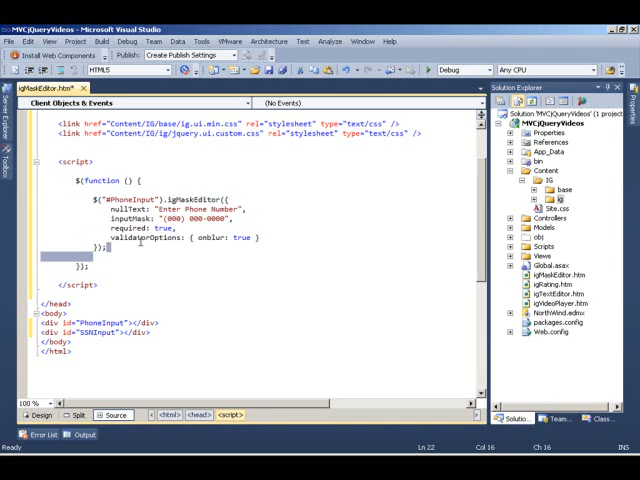 MVCjQueryVideos - Microsoft Visual Studio
File Edit View Project Debug Team Data Tools VMware Architecture Test Analyze Window Help
Install Web Components Publish: Create Publish Settings
HTML5 Debug Any CPU
igMaskEditor.htm*
Client Objects & Events (No Events)
<link href="Content/IG/base/ig.ui.min.css" rel="stylesheet" type="text/css" />
<link href="Content/IG/ig/jquery.ui.custom.css" rel="stylesheet" type="text/css" />
<script>
$(function () {
$("#PhoneInput").igMaskEditor({
nullText: "Enter Phone Number",
inputMask: "(000) 000-0000",
required: true,
validatorOptions: { onblur: true }
});
});
</script>
</head>
<body>
<div id="PhoneInput"></div>
<div id="SSNInput"></div>
</body>
</html>
100 %
Design Split Source <html> <head> <script>
Error List Output
Ready Ln 22 Col 16 Ch 16 INS
Server Explorer
Toolbox
Solution Explorer
Solution 'MVCjQueryVideos'
MVCjQueryVideos
Properties
References
App_Data
bin
Content
IG
base
ig
Site.css
Controllers
Models
obj
Scripts
Views
Global.asax
igMaskEditor.htm
igRating.htm
igTextEditor.htm
igVideoPlayer.htm
NorthWind.edmx
packages.config
Web.config
Solutio... Team... Class...
Properties